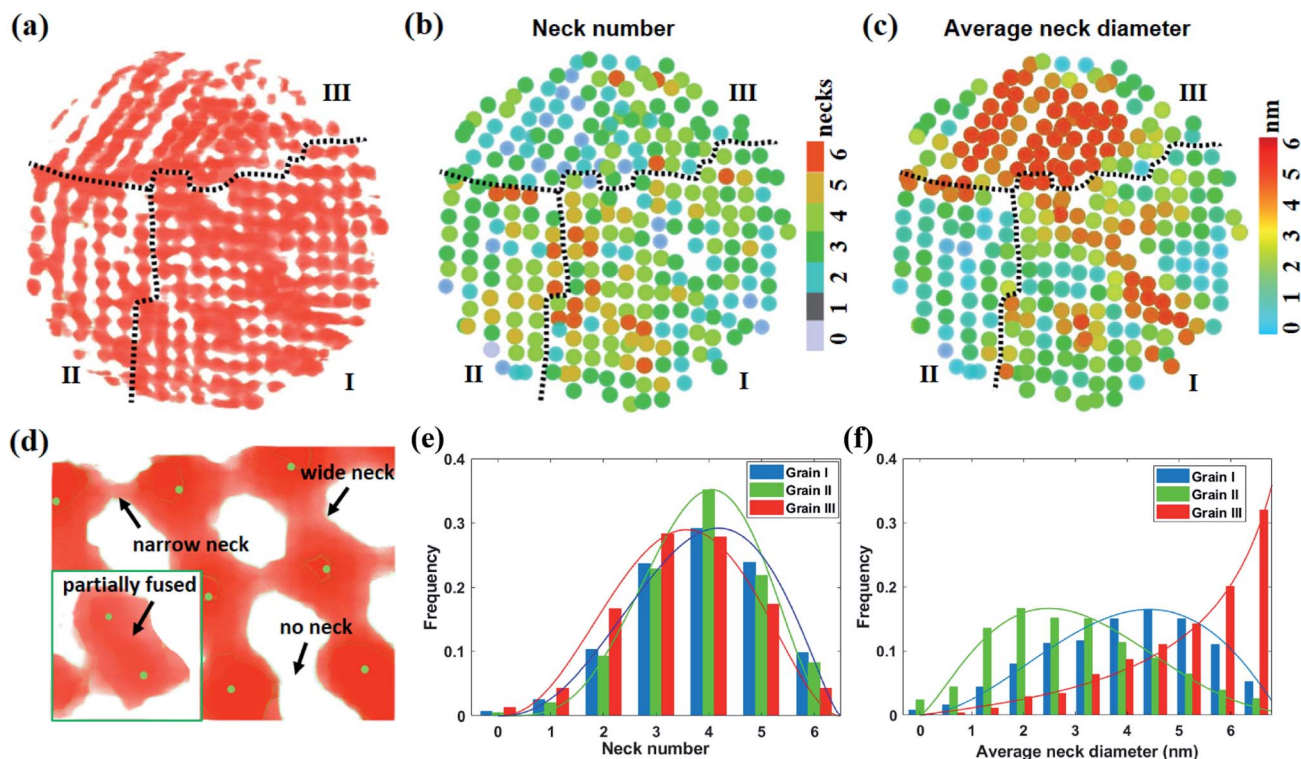 (a)
III
II
I
(b)
Neck number
III
II
I
6
5
4
3
2
1
0
necks
(c)
Average neck diameter
III
II
I
nm
6
5
4
3
2
1
0
(d)
wide neck
narrow neck
partially fused
no neck
(e)
0.4
0.3
0.2
0.1
0
Frequency
Grain I
Grain II
Grain III
0 1 2 3 4 5 6
Neck number
(f)
0.4
0.3
0.2
0.1
0
Frequency
Grain I
Grain II
Grain III
0 1 2 3 4 5 6
Average neck diameter (nm)